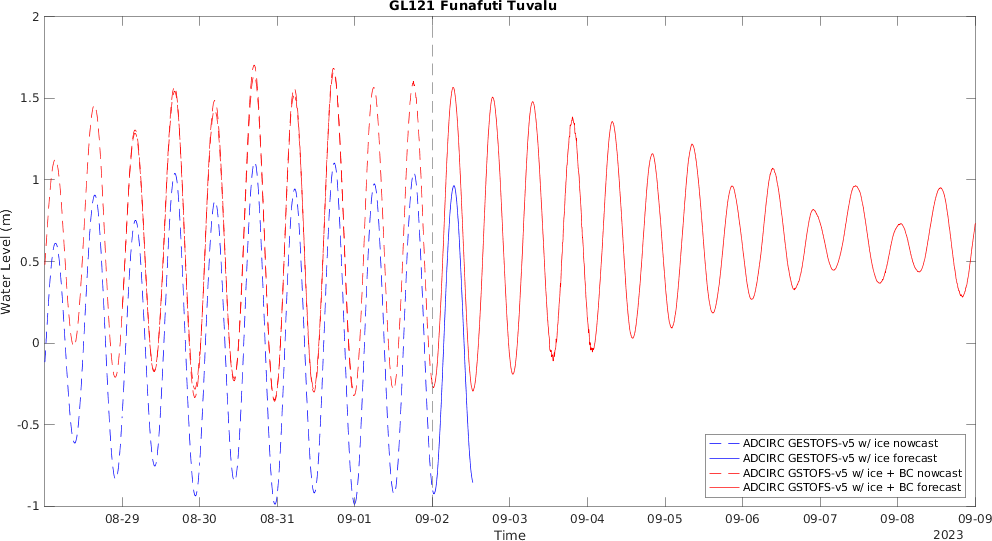 GL121 Funafuti Tuvalu
2
1.5
1
0.5
0
-0.5
-1
Water Level (m)
ADCIRC GESTOFS-v5 w/ ice nowcast
ADCIRC GESTOFS-v5 w/ ice forecast
ADCIRC GSTOFS-v5 w/ ice + BC nowcast
ADCIRC GSTOFS-v5 w/ ice + BC forecast
08-29 08-30 08-31 09-01 09-02 09-03 09-04 09-05 09-06 09-07 09-08 09-09
Time
2023